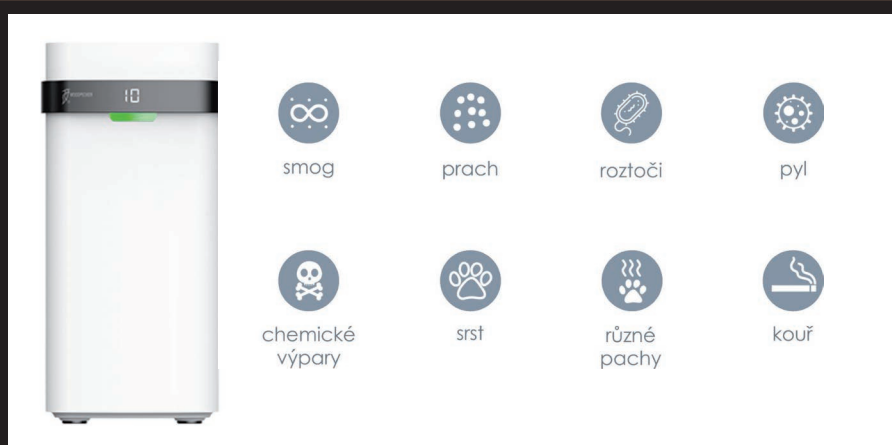 10
smog
prach
roztoči
pyl
chemické
výpary
srst
různé
pachy
kouř